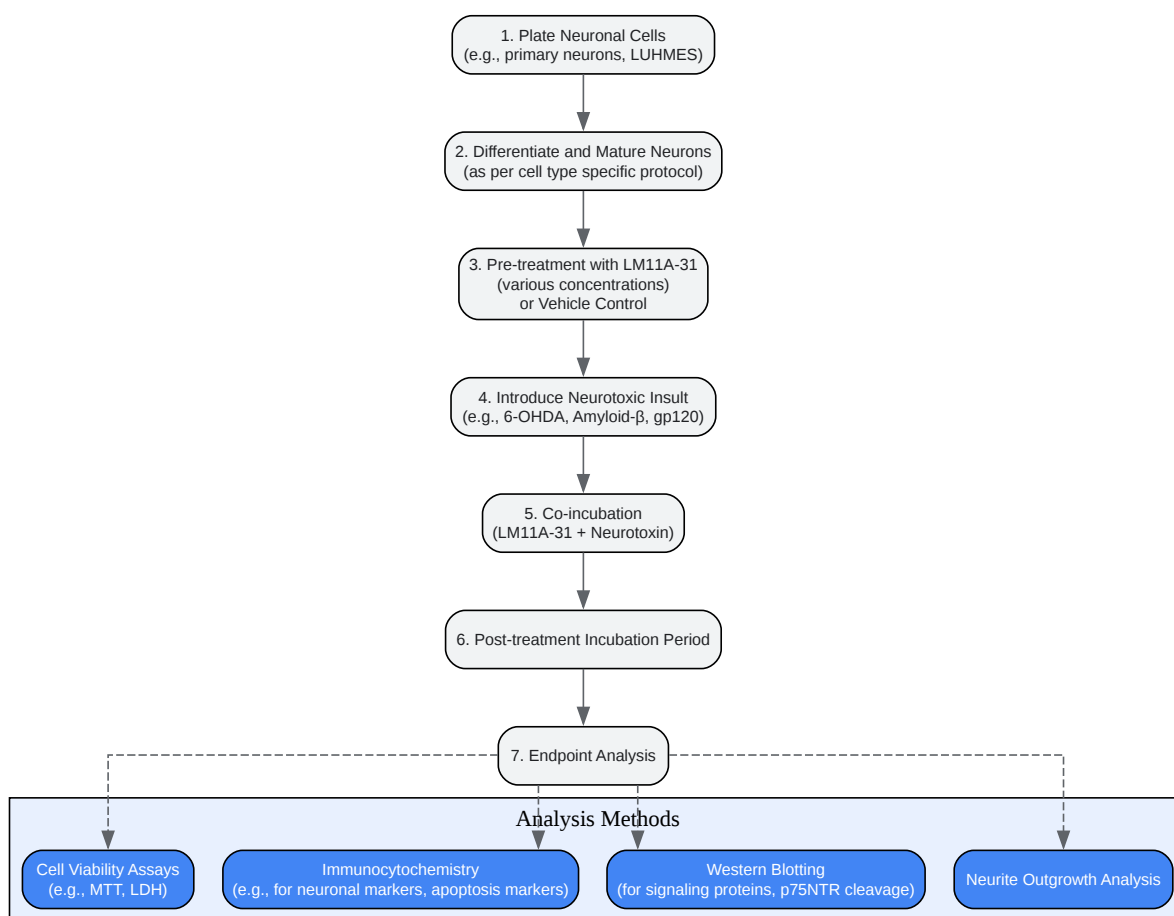 1. Plate Neuronal Cells
(e.g., primary neurons, LUHMES)
2. Differentiate and Mature Neurons
(as per cell type specific protocol)
3. Pre-treatment with LM11A-31
(various concentrations)
or Vehicle Control
4. Introduce Neurotoxic Insult
(e.g., 6-OHDA, Amyloid-β, gp120)
5. Co-incubation
(LM11A-31 + Neurotoxin)
6. Post-treatment Incubation Period
7. Endpoint Analysis
Analysis Methods
Cell Viability Assays
(e.g., MTT, LDH)
Immunocytochemistry
(e.g., for neuronal markers, apoptosis markers)
Western Blotting
(for signaling proteins, p75NTR cleavage)
Neurite Outgrowth Analysis